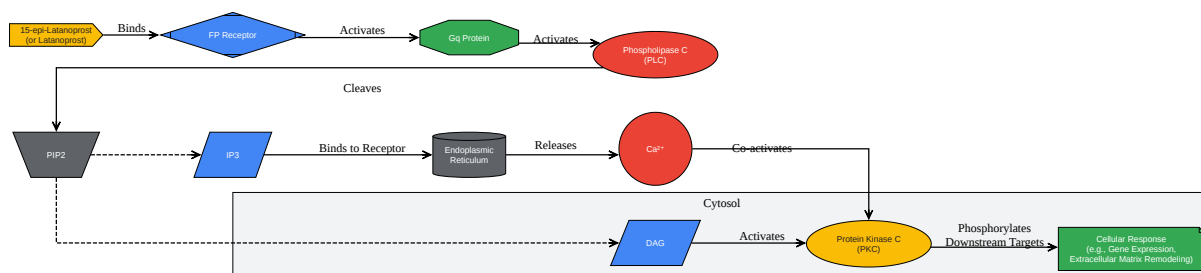 15-epi-Latanoprost
(or Latanoprost)
Binds
FP Receptor
Activates
Gq Protein
Activates
Phospholipase C
(PLC)
Cleaves
PIP2
IP3
Binds to Receptor
Endoplasmic
Reticulum
Releases
Ca²⁺
Co-activates
Cytosol
DAG
Activates
Protein Kinase C
(PKC)
Phosphorylates
Downstream Targets
Cellular Response
(e.g., Gene Expression,
Extracellular Matrix Remodeling)